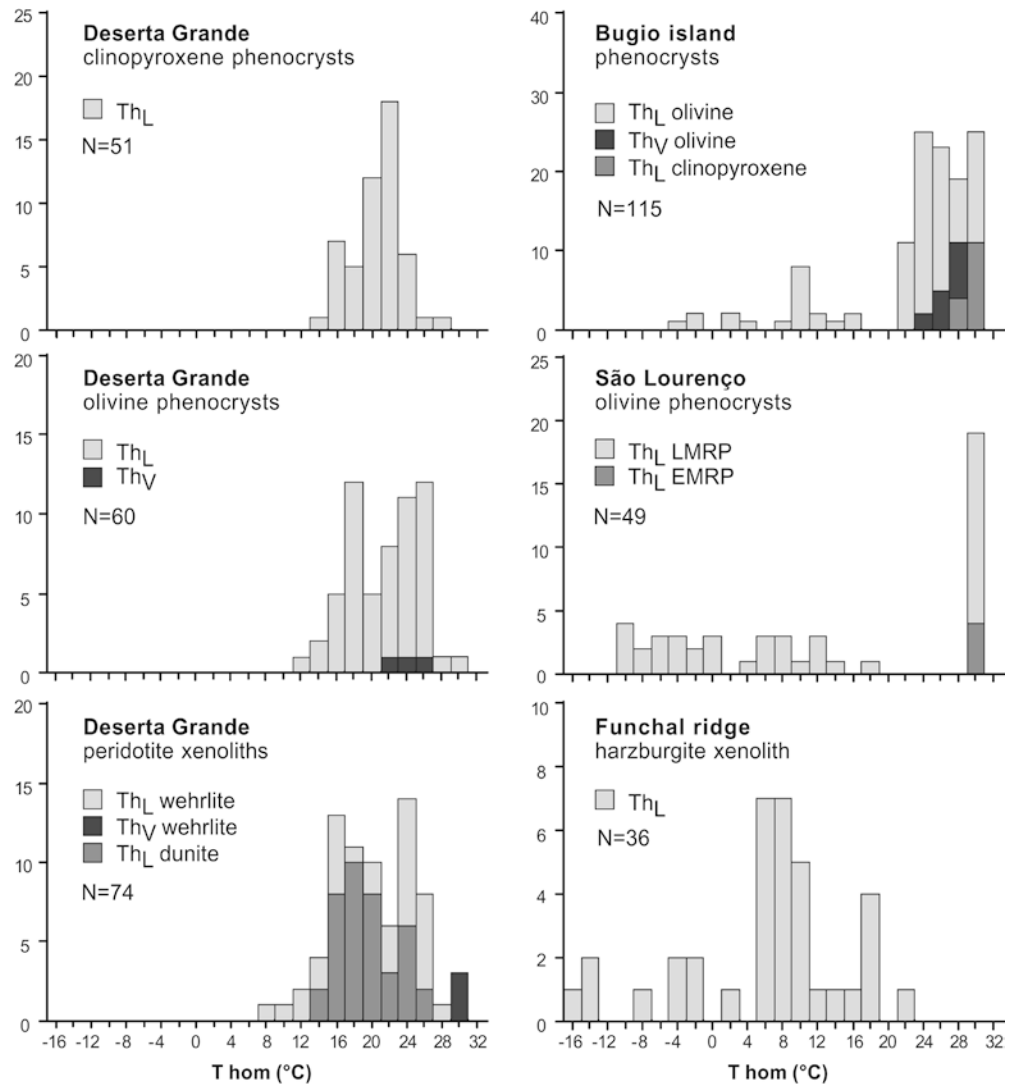 25
20
15
10
5
0
Deserta Grande
clinopyroxene phenocrysts
ThL
N=51
40
30
20
10
0
Bugio island
phenocrysts
ThL olivine
ThV olivine
ThL clinopyroxene
N=115
20
15
10
5
0
Deserta Grande
olivine phenocrysts
ThL
ThV
N=60
25
20
15
10
5
0
São Lourenço
olivine phenocrysts
ThL LMRP
ThL EMRP
N=49
20
15
10
5
0
Deserta Grande
peridotite xenoliths
ThL wehrlite
ThV wehrlite
ThL dunite
N=74
-16 -12 -8 -4 0 4 8 12 16 20 24 28 32
T hom (°C)
10
8
6
4
2
0
Funchal ridge
harzburgite xenolith
ThL
N=36
-16 -12 -8 -4 0 4 8 12 16 20 24 28 32
T hom (°C)